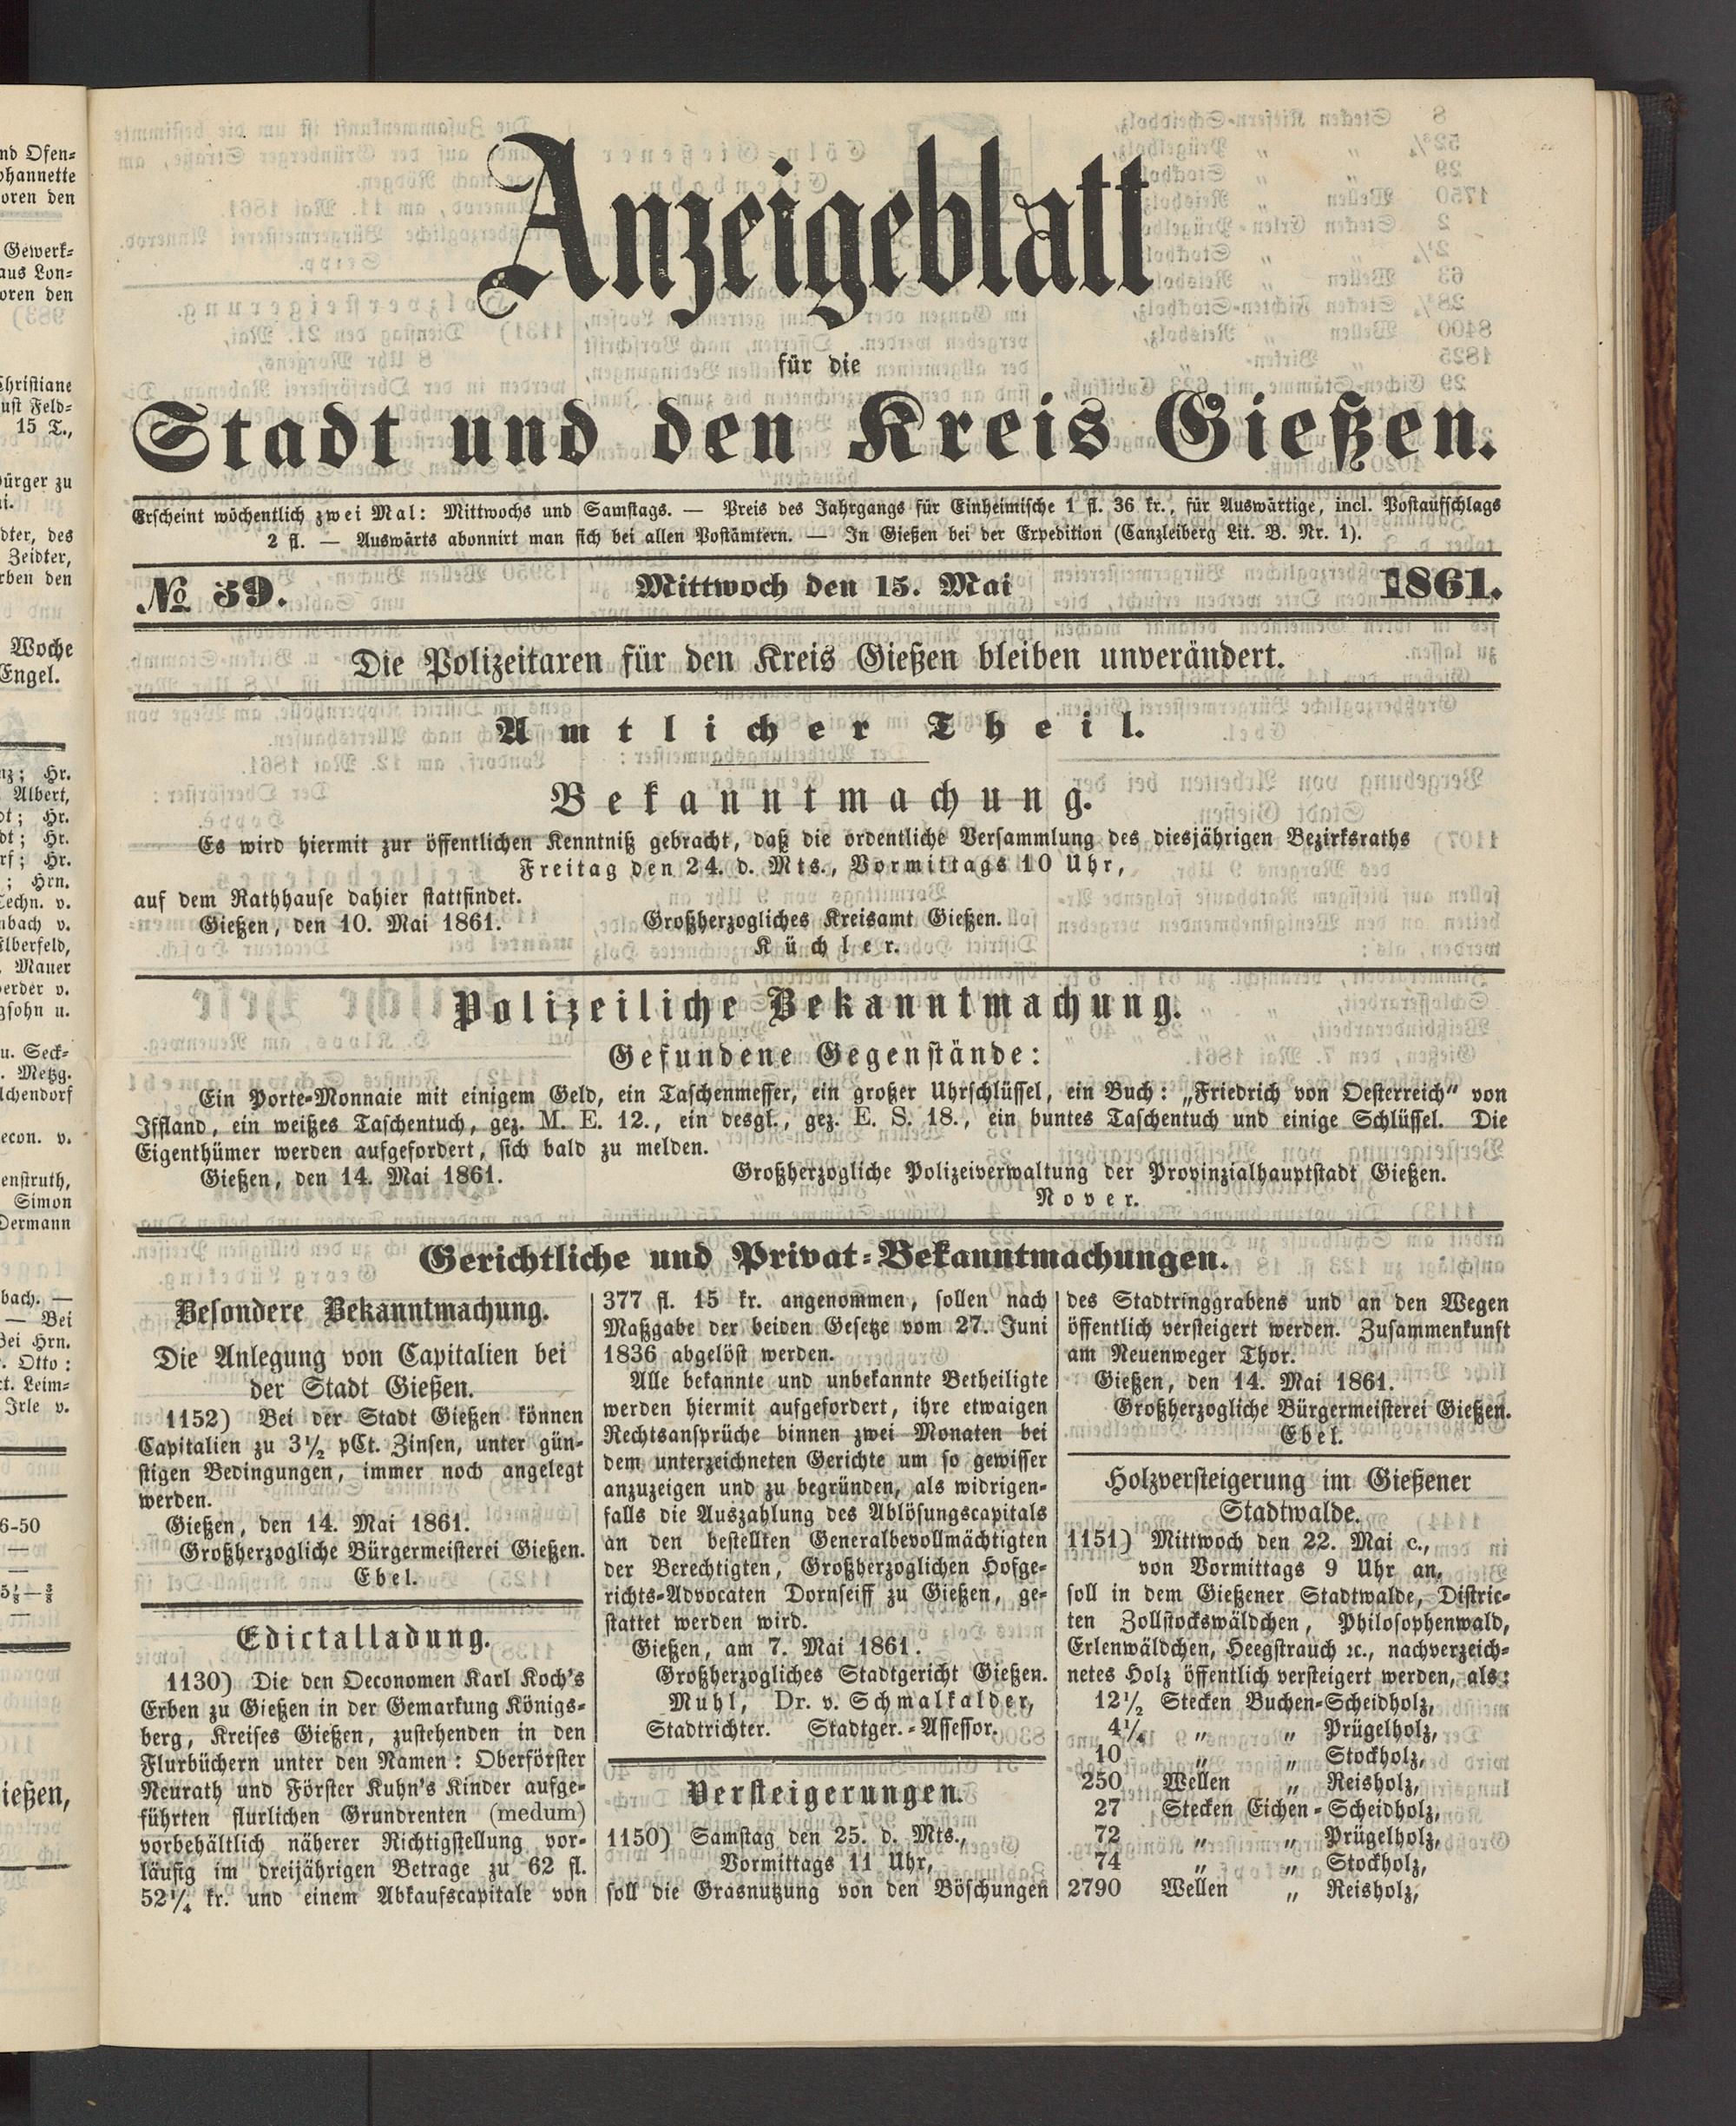 Anzeigeblatt
für die
Stadt und den Kreis Gießen.
Erscheint wöchentlich zwei Mal: Mittwochs und Samstags. — Preis des Jahrgangs für Einheimische 1 fl. 36 kr., für Auswärtige, incl. Postaufschlags
2 fl. — Auswärts abonnirt man sich bei allen Postämtern. — In Gießen bei der Expedition (Canzleiberg Lit. B. Nr. 1).
№ 39. Mittwoch den 15. Mai 1861.
Die Polizeitaxen für den Kreis Gießen bleiben unverändert.
Amtlicher Theil.
Bekanntmachung.
Es wird hiermit zur öffentlichen Kenntniß gebracht, daß die ordentliche Versammlung des diesjährigen Bezirksraths
Freitag den 24. d. Mts., Vormittags 10 Uhr,
auf dem Rathhause dahier stattfindet.
Gießen, den 10. Mai 1861. Großherzogliches Kreisamt Gießen.
Küchler.
Polizeiliche Bekanntmachung.
Gefundene Gegenstände:
Ein Porte-Monnaie mit einigem Geld, ein Taschenmesser, ein großer Uhrschlüssel, ein Buch: „Friedrich von Oesterreich“ von
Iffland, ein weißes Taschentuch, gez. M. E. 12., ein desgl., gez. E. S. 18., ein buntes Taschentuch und einige Schlüssel. Die
Eigenthümer werden aufgefordert, sich bald zu melden.
Gießen, den 14. Mai 1861. Großherzogliche Polizeiverwaltung der Provinzialhauptstadt Gießen.
Nover.
Gerichtliche und Privat-Bekanntmachungen.
Besondere Bekanntmachung.
Die Anlegung von Capitalien bei
der Stadt Gießen.
1152) Bei der Stadt Gießen können
Capitalien zu 3½ pCt. Zinsen, unter gün-
stigen Bedingungen, immer noch angelegt
werden.
Gießen, den 14. Mai 1861.
Großherzogliche Bürgermeisterei Gießen.
Ebel.
Edictalladung.
1130) Die den Oeconomen Karl Koch's
Erben zu Gießen in der Gemarkung Königs-
berg, Kreises Gießen, zustehenden in den
Flurbüchern unter den Namen: Oberförster
Neurath und Förster Kuhn's Kinder aufge-
führten flurlichen Grundrenten (medum)
vorbehältlich näherer Richtigstellung vor-
läufig im dreijährigen Betrage zu 62 fl.
52¼ kr. und einem Abkaufscapitale von
377 fl. 15 kr. angenommen, sollen nach
Maßgabe der beiden Gesetze vom 27. Juni
1836 abgelöst werden.
Alle bekannte und unbekannte Betheiligte
werden hiermit aufgefordert, ihre etwaigen
Rechtsansprüche binnen zwei Monaten bei
dem unterzeichneten Gerichte um so gewisser
anzuzeigen und zu begründen, als widrigen-
falls die Auszahlung des Ablösungscapitals
an den bestellten Generalbevollmächtigten
der Berechtigten, Großherzoglichen Hofge-
richts-Advocaten Dornseiff zu Gießen, ge-
stattet werden wird.
Gießen, am 7. Mai 1861.
Großherzogliches Stadtgericht Gießen.
Muhl, Dr. v. Schmalkalder,
Stadtrichter. Stadtger.-Assessor.
Versteigerungen.
1150) Samstag den 25. d. Mts.,
Vormittags 11 Uhr,
soll die Grasnutzung von den Böschungen
des Stadtringgrabens und an den Wegen
öffentlich versteigert werden. Zusammenkunft
am Neuenweger Thor.
Gießen, den 14. Mai 1861.
Großherzogliche Bürgermeisterei Gießen.
Ebel.
Holzversteigerung im Gießener
Stadtwalde.
1151) Mittwoch den 22. Mai c.,
von Vormittags 9 Uhr an,
soll in dem Gießener Stadtwalde, Distric-
ten Zollstockswäldchen, Philosophenwald,
Erlenwäldchen, Heegstrauch ꝛc., nachverzeich-
netes Holz öffentlich versteigert werden, als:
12½ Stecken Buchen-Scheidholz,
4¼ „ „ Prügelholz,
10 „ „ Stockholz,
250 Wellen „ Reisholz,
27 Stecken Eichen-Scheidholz,
72 „ „ Prügelholz,
74 „ „ Stockholz,
2790 Wellen „ Reisholz,